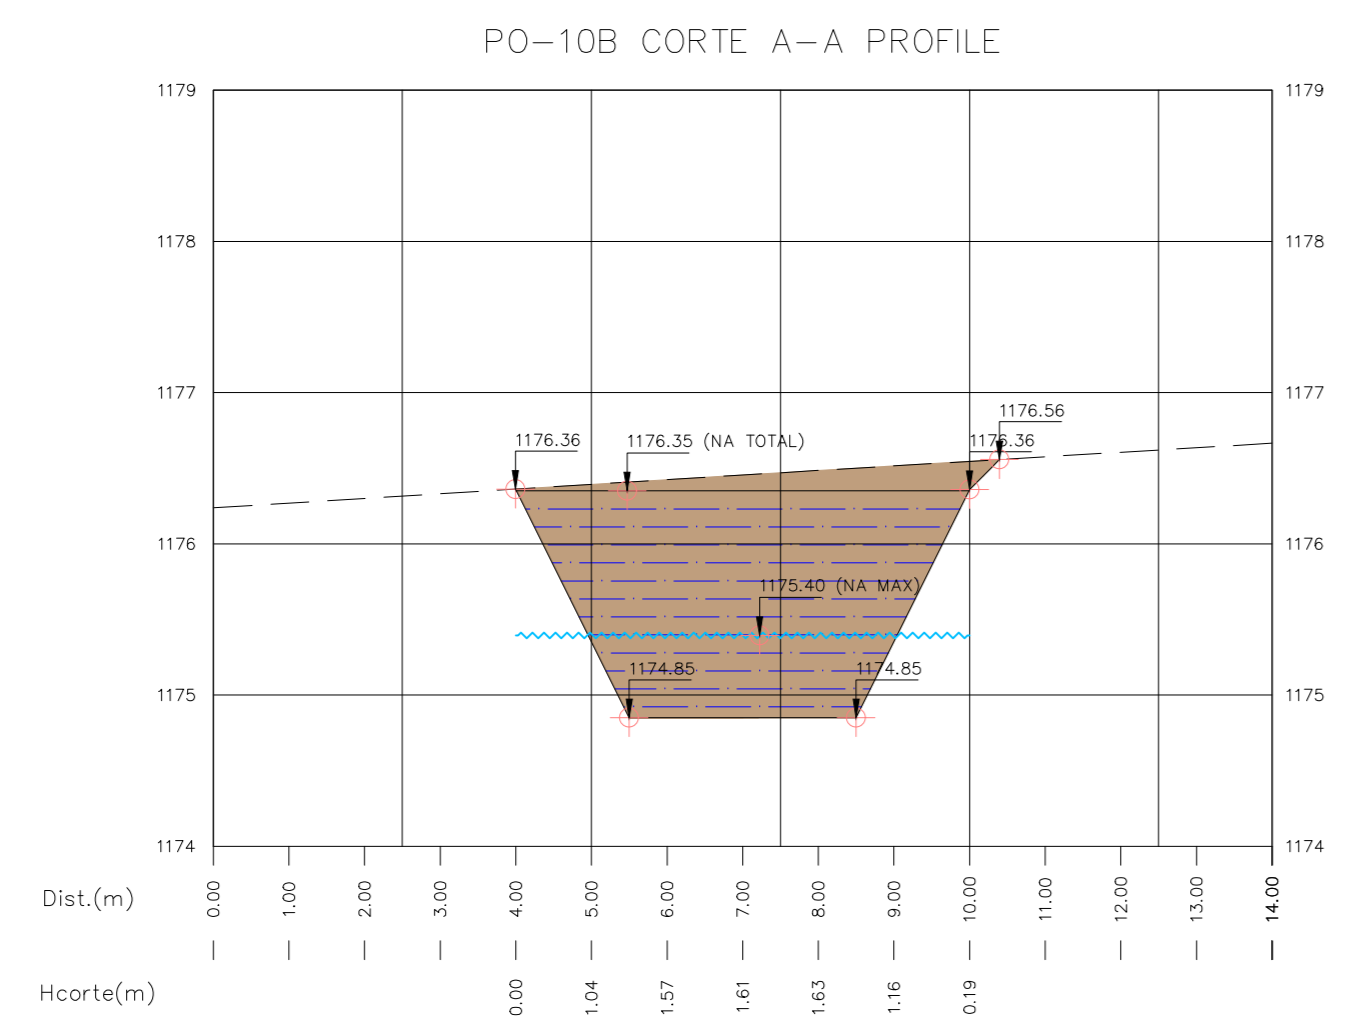 PO-10B CORTE A-A PROFILE
1179 1179
1178 1178
1177 1177
1176.56
1176.36 1176.35 (NA TOTAL) 1176.36
1176 1176
1175.40 (NA MAX)
1174.85 1174.85
1175 1175
1174 1174
Dist.(m) 0.00 1.00 2.00 3.00 4.00 5.00 6.00 7.00 8.00 9.00 10.00 11.00 12.00 13.00 14.00
Hcorte(m) 0.00 1.04 1.57 1.61 1.63 1.16 0.19